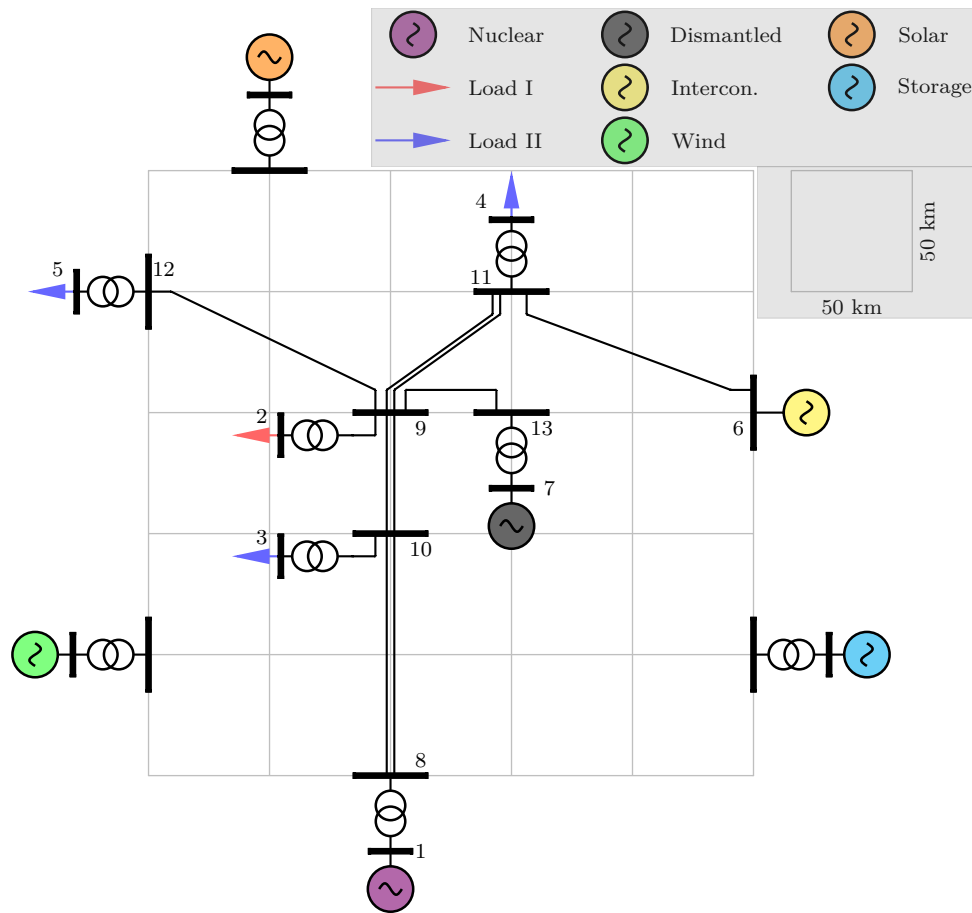 Nuclear Dismantled Solar
Load I Intercon. Storage
Load II Wind
4
50 km
5 12 11
50 km
2 9 13 6
7
3 10
8
1